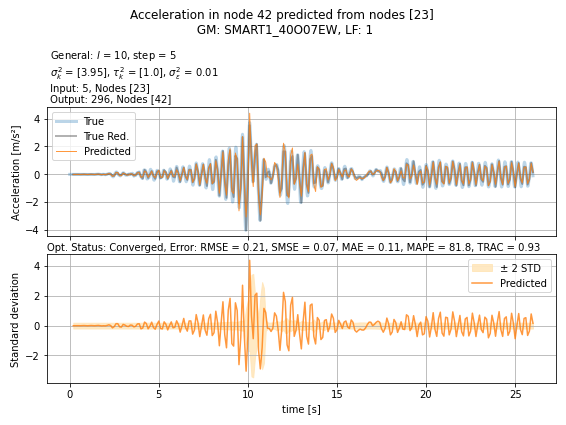 Acceleration in node 42 predicted from nodes [23]
GM: SMART1_40O07EW, LF: 1
General: l = 10, step = 5
σ²_k = [3.95], τ²_k = [1.0], σ²_ε = 0.01
Input: 5, Nodes [23]
Output: 296, Nodes [42]
True
True Red.
Predicted
Acceleration [m/s²]
4
2
0
−2
−4
Opt. Status: Converged, Error: RMSE = 0.21, SMSE = 0.07, MAE = 0.11, MAPE = 81.8, TRAC = 0.93
± 2 STD
Predicted
Standard deviation
4
2
0
−2
0 5 10 15 20 25
time [s]